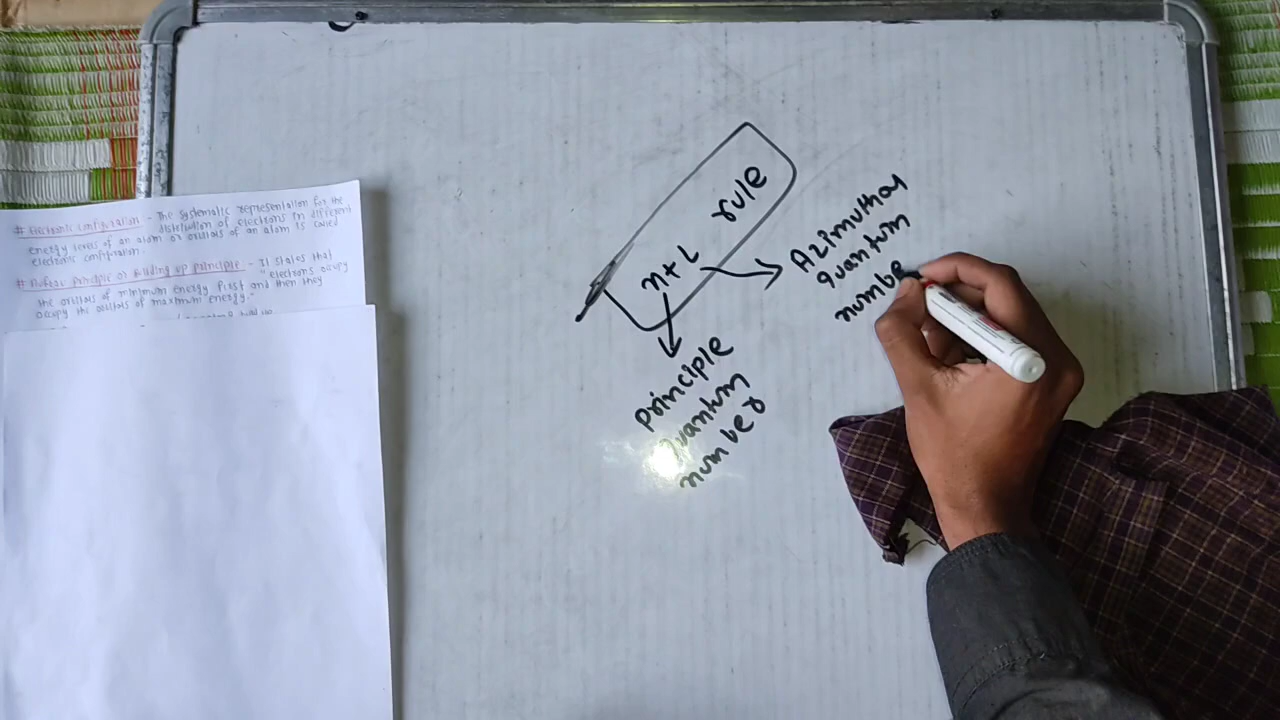 # Electronic configuration - The systematic representation for the
distribution of electrons in different
energy levels of an atom or orbitals of an atom is called
electronic configuration.
# Aufbau principle or Building up principle - It states that
"electrons occupy
the orbitals of minimum energy first and then they
occupy the orbitals of maximum energy."
n+l rule
principle
quantum
number
Azimuthay
quantum
numbe